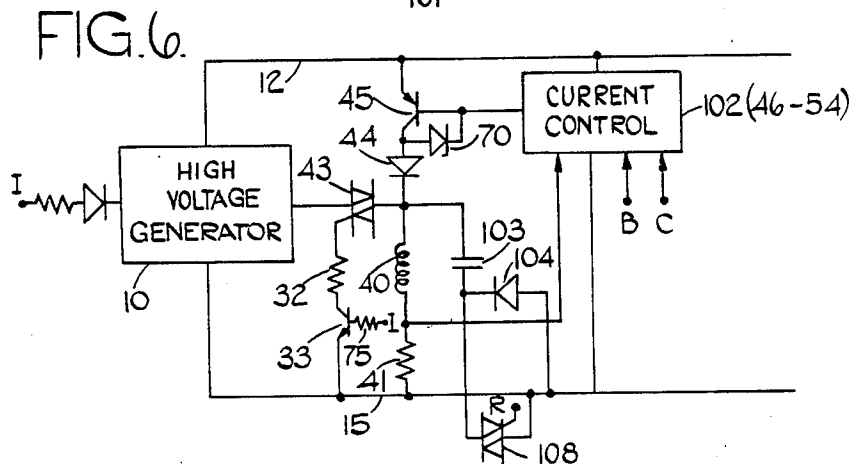 101
FIG.6.
12
45
CURRENT
CONTROL
102(46-54)
70
44
I
HIGH
VOLTAGE
GENERATOR
43
B C
103
104
40
32
10
33
75
I
41
15
R
108